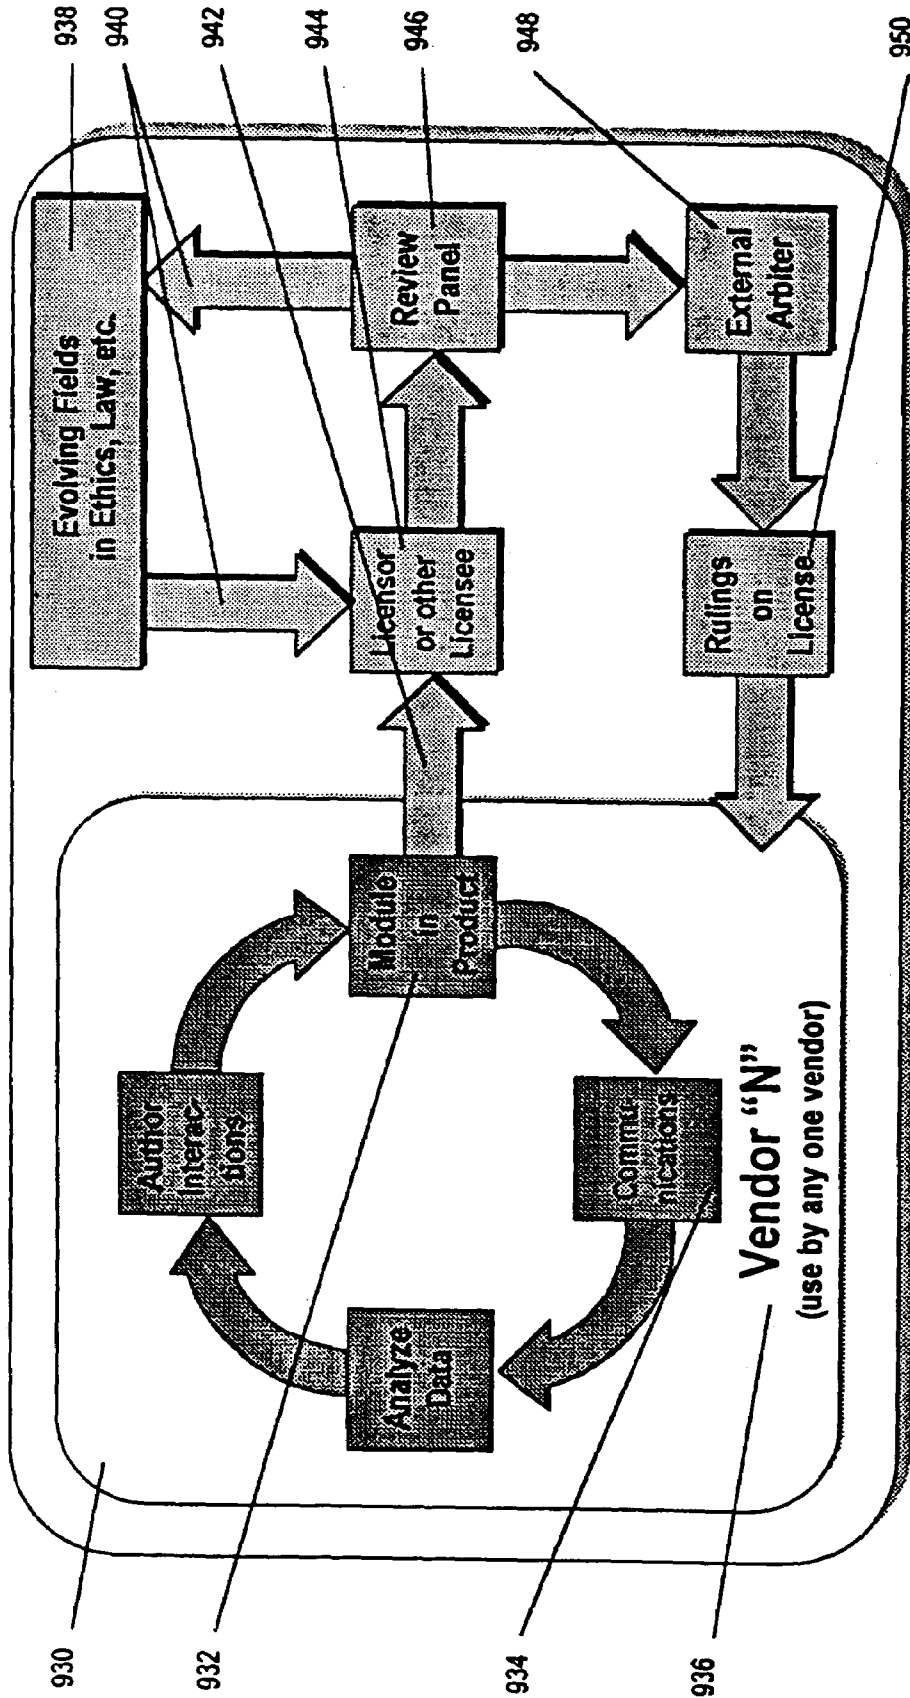 938
940
942
944
946
948
950
Evolving Fields
in Ethics, Law, etc.
Licensor
or other
Licensee
Review
Panel
External
Arbiter
Rulings
on
License
Author
Interac-
tions
Module
in
Product
Commu-
nications
Analyze
Data
Vendor "N"
(use by any one vendor)
930
932
934
936